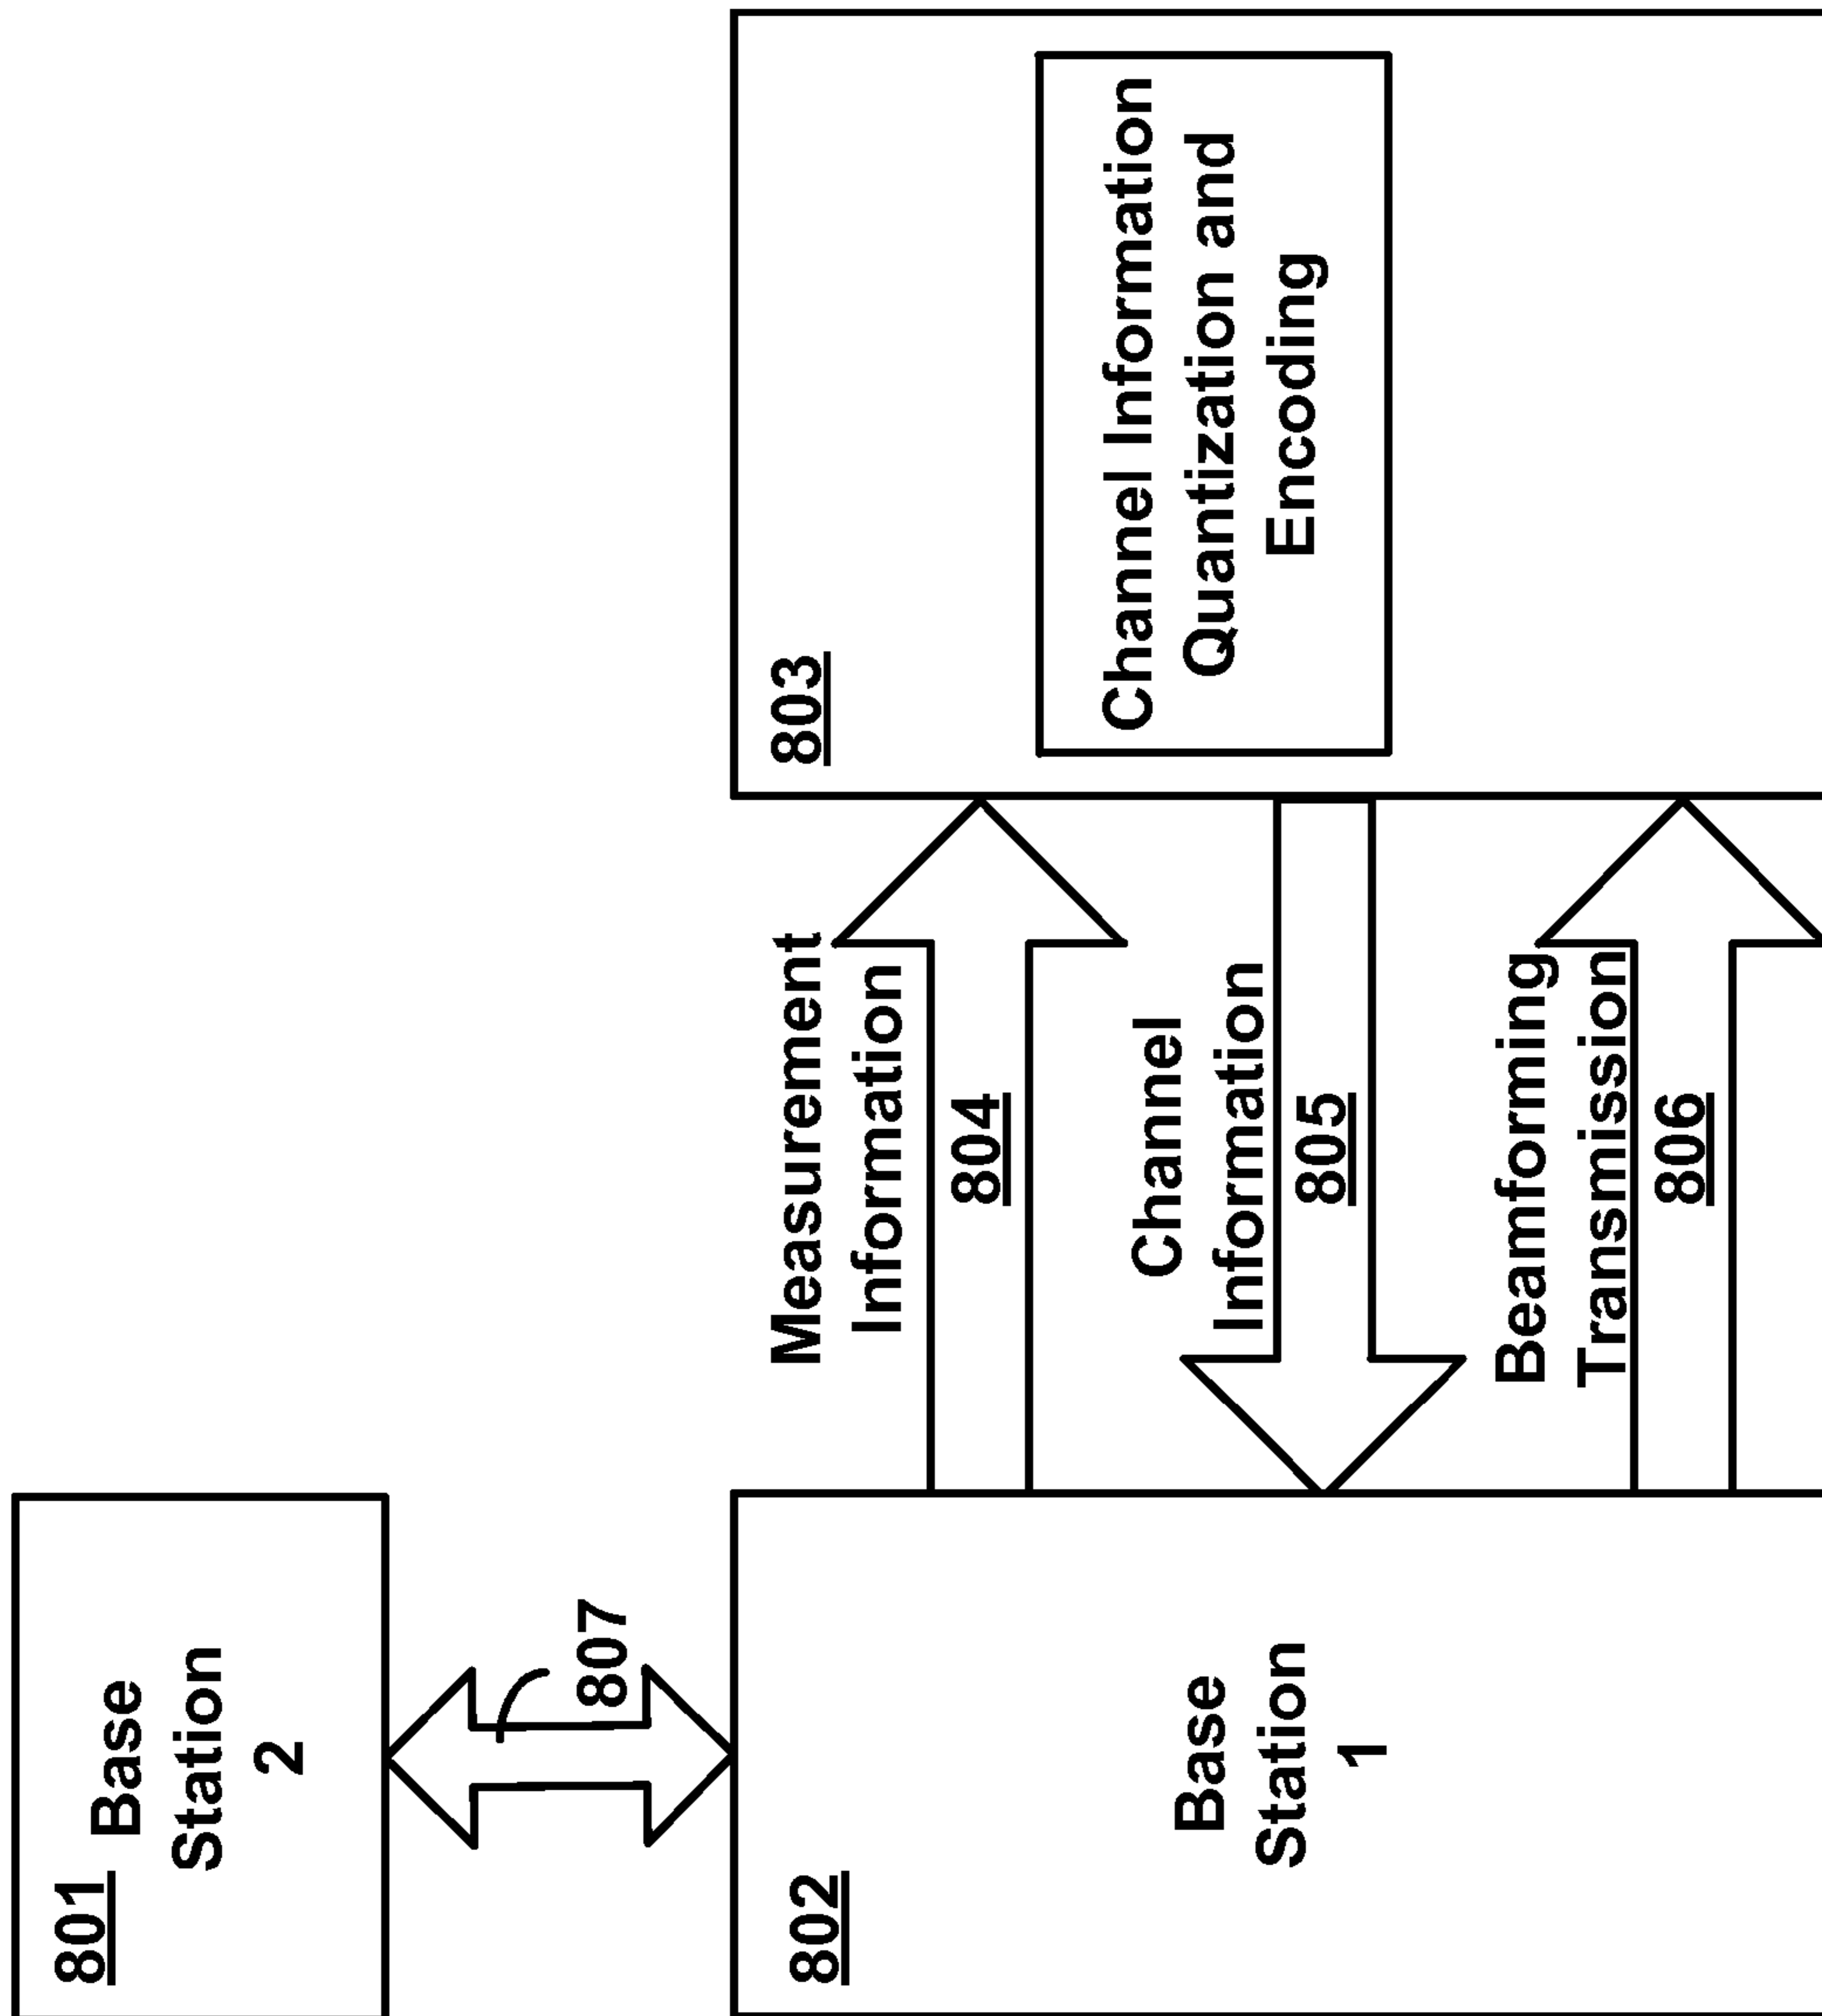 801
Base
Station
2
807
802
Base
Station
1
Measurement
Information
804
Channel
Information
805
Beamforming
Transmission
806
803
Channel Information
Quantization and
Encoding